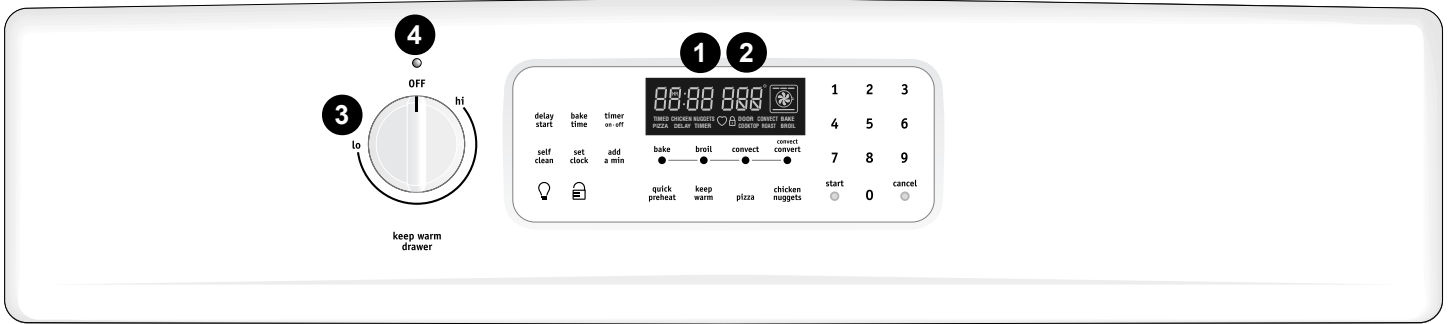 4
1 2
OFF
hi
3
lo
keep warm
drawer
delay
start
bake
time
timer
on - off
self
clean
set
clock
add
a min
88:88 888°
HR
TIMED CHICKEN NUGGETS DOOR CONVECT BAKE
PIZZA DELAY TIMER COOKTOP ROAST BROIL
bake
broil
convect
convect
convert
quick
preheat
keep
warm
pizza
chicken
nuggets
1 2 3
4 5 6
7 8 9
start
0
cancel